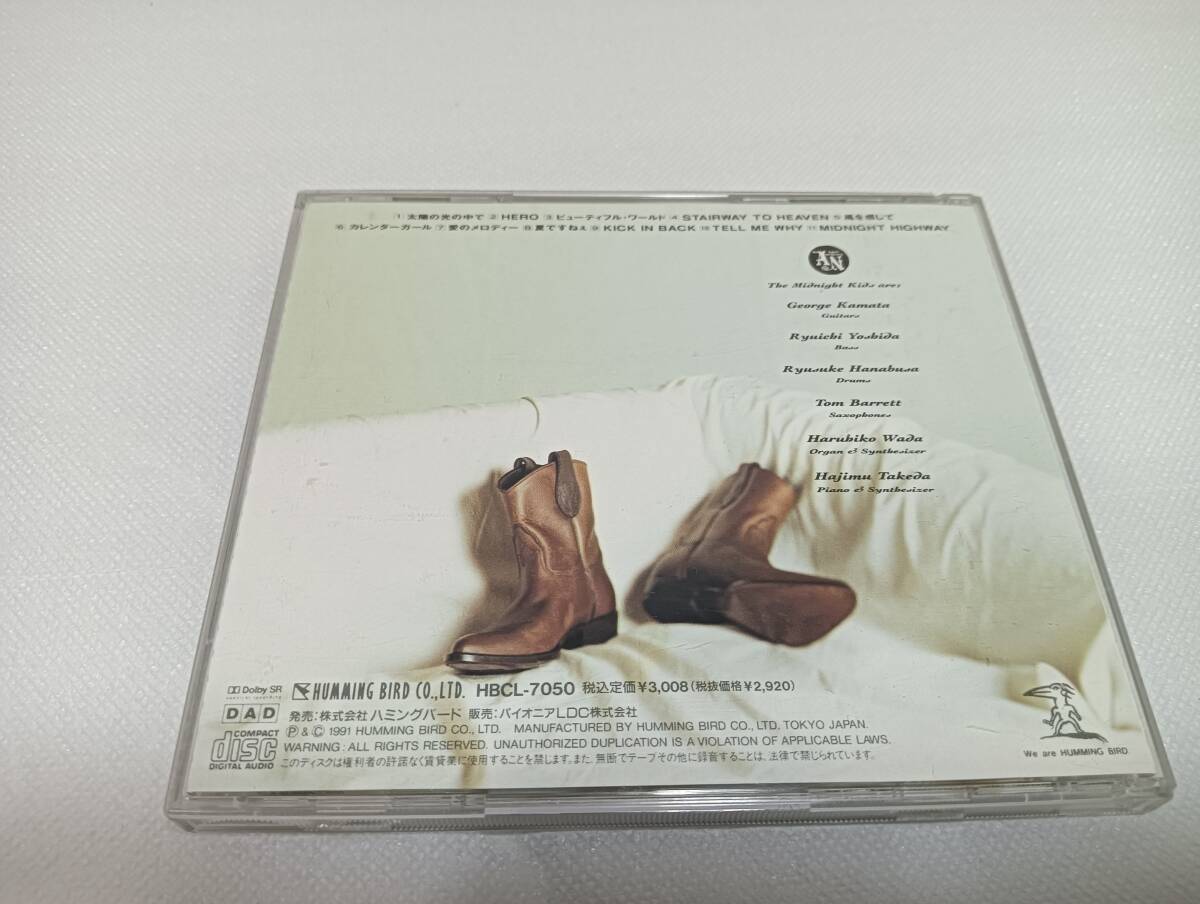 1 太陽の光の中で 2 HERO 3 ビューティフル・ワールド 4 STAIRWAY TO HEAVEN 5 風を感じて
6 カレンダーガール 7 愛のメロディー 8 夏ですねぇ 9 KICK IN BACK 10 TELL ME WHY 11 MIDNIGHT HIGHWAY
AN
The Midnight Kids are:
George Kamata
Guitars
Ryuichi Yoshida
Bass
Ryusuke Hanabusa
Drums
Tom Barrett
Saxophones
Haruhiko Wada
Organ & Synthesizer
Hajimu Takeda
Piano & Synthesizer
Dolby SR HUMMING BIRD CO.,LTD. HBCL-7050 税込定価¥3,008(税抜価格¥2,920)
DAD 発売:株式会社ハミングバード 販売:パイオニアLDC株式会社
Ⓟ & © 1991 HUMMING BIRD CO., LTD. MANUFACTURED BY HUMMING BIRD CO., LTD. TOKYO JAPAN.
COMPACT disc DIGITAL AUDIO
WARNING: ALL RIGHTS RESERVED. UNAUTHORIZED DUPLICATION IS A VIOLATION OF APPLICABLE LAWS.
このディスクは権利者の許諾なく賃貸業に使用することを禁じます。また、無断でテープその他に録音することは、法律で禁じられています。
We are HUMMING BIRD.